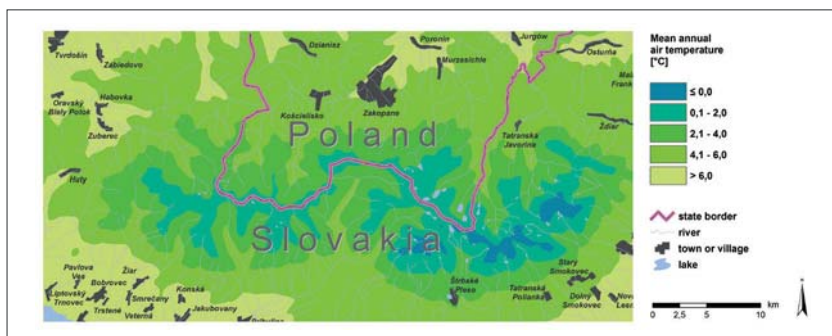 Tvrdošín
Zabiedovo
Dzianisz
Poronin
Jurgów
Osturňa
Murzasichle
Oravský
Biely Potok
Habovka
Zuberec
Kościelisko
Zakopane
Poland
Tatranská
Javorina
Ždiar
Huty
Slovakia
Pavlova
Ves
Bobrovec
Žiar
Liptovský
Trnovec
Smrečany
Konská
Trstené
Veterná
Jakubovany
Štrbské
Pleso
Tatranská
Polianka
Starý
Smokovec
Dolný
Smokovec
Mean annual
air temperature
[°C]
≤ 0,0
0,1 - 2,0
2,1 - 4,0
4,1 - 6,0
> 6,0
state border
river
town or village
lake
km
0 2,5 5 10